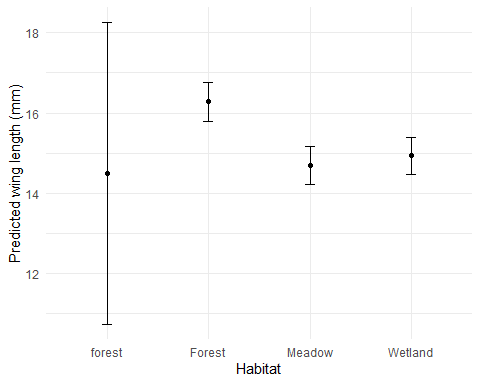 Predicted wing length (mm)
18
16
14
12
forest Forest Meadow Wetland
Habitat